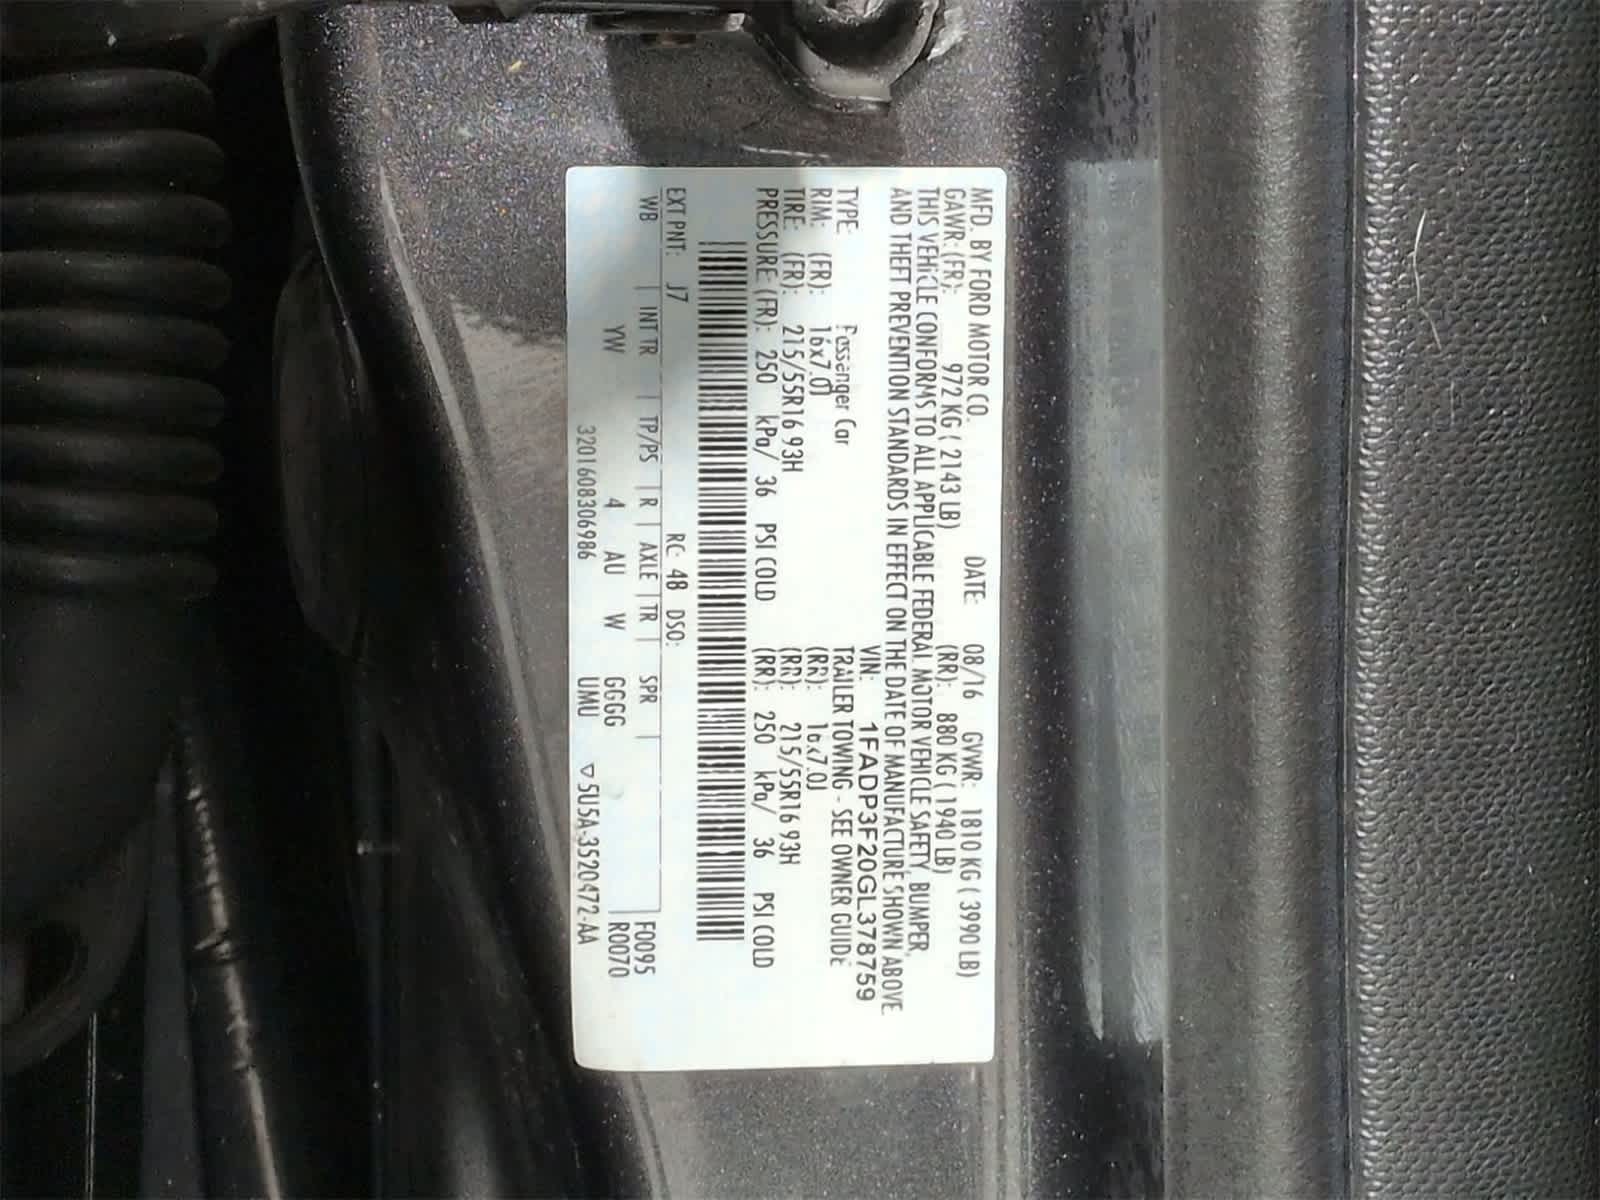 MFD. BY FORD MOTOR CO. DATE: 08/16 GVWR: 1810 KG ( 3990 LB)
GAWR: (FR): 972 KG ( 2143 LB) (RR): 880 KG ( 1940 LB)
THIS VEHICLE CONFORMS TO ALL APPLICABLE FEDERAL MOTOR VEHICLE SAFETY, BUMPER,
AND THEFT PREVENTION STANDARDS IN EFFECT ON THE DATE OF MANUFACTURE SHOWN ABOVE
VIN: 1FADP3F20GL378759
TYPE: Passenger Car TRAILER TOWING - SEE OWNER GUIDE
RIM: (FR): 16x7.0J (RR): 16x7.0J
TIRE: (FR): 215/55R16 93H (RR): 215/55R16 93H
PRESSURE: (FR): 250 kPa/ 36 PSI COLD (RR): 250 kPa/ 36 PSI COLD
EXT PNT: J7 RC: 48 DSO: F0095
WB INT TR TP/PS R AXLE TR SPR R0070
YW 4 AU W GGGG
3201608306986 UMU ▽5U5A-3520472-AA